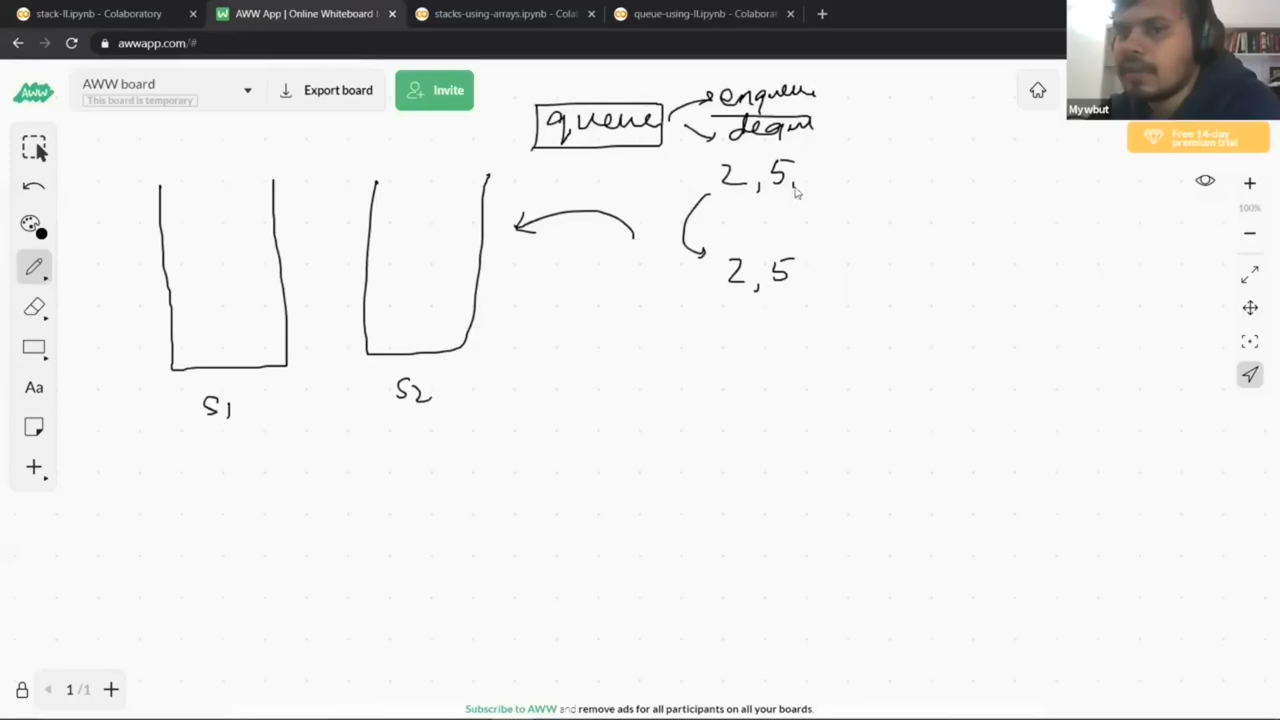 stack-ll.ipynb - Colaboratory
AWW App | Online Whiteboard
stacks-using-arrays.ipynb - Cola
queue-using-ll.ipynb - Colabora
awwapp.com/#
Mywbut
AWW
AWW board
This board is temporary
Export board
Invite
Free 14-day
premium trial
queue
enqueue
2, 5,
2, 5
S1
S2
100%
Aa
1/1
Subscribe to AWW and remove ads for all participants on all your boards.